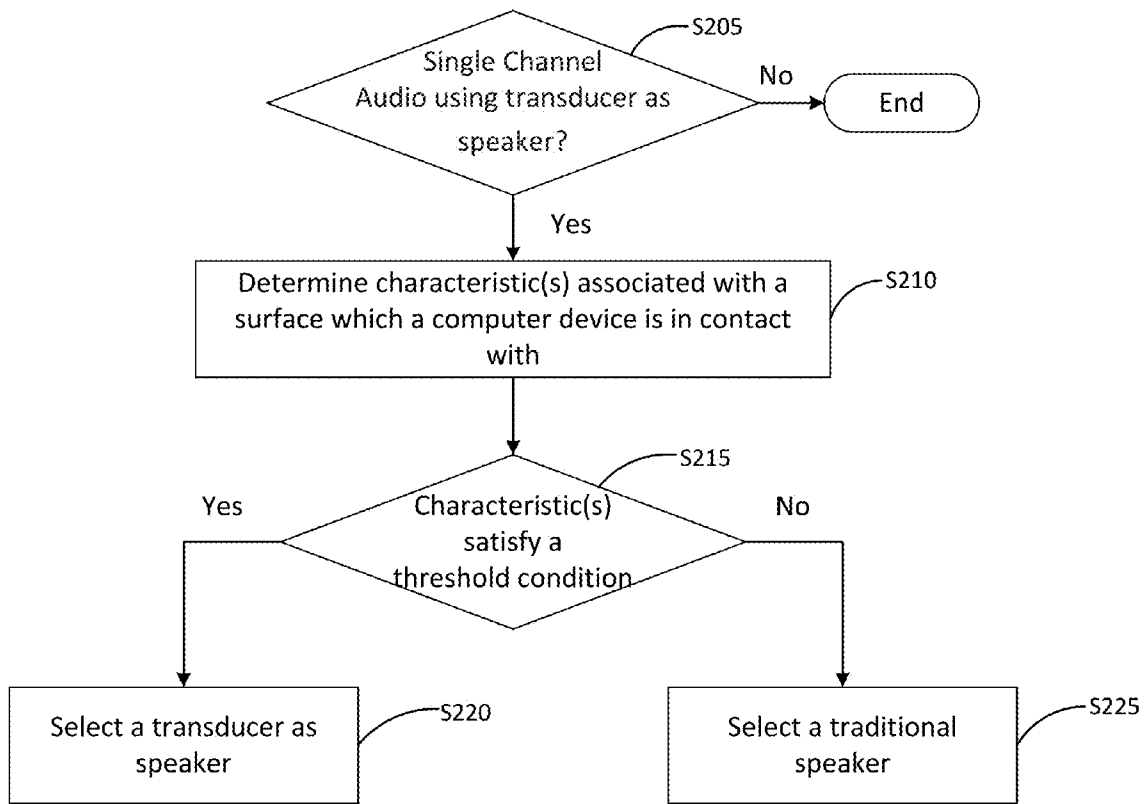 S205
Single Channel
Audio using transducer as
speaker?
No
End
Yes
Determine characteristic(s) associated with a
surface which a computer device is in contact
with
S210
S215
Yes
Characteristic(s)
satisfy a
threshold condition
No
Select a transducer as
speaker
S220
Select a traditional
speaker
S225